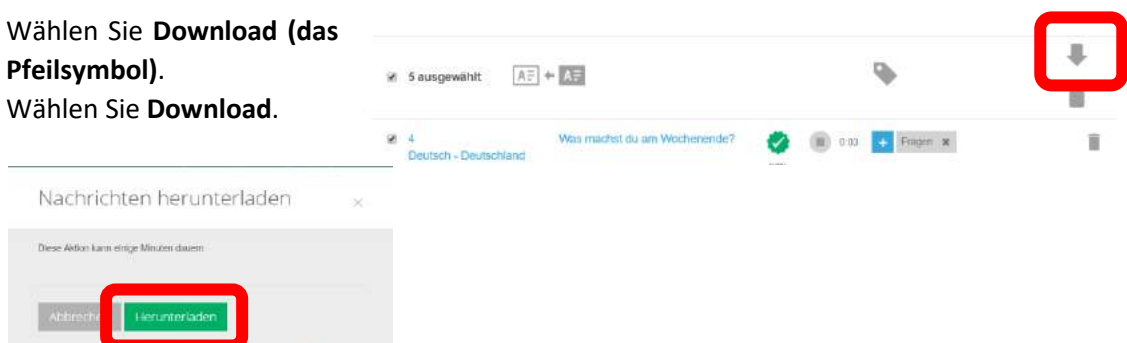 Wählen Sie Download (das
Pfeilsymbol).
Wählen Sie Download.
5 ausgewählt
4
Deutsch - Deutschland
Was machst du am Wochenende?
0:03
+
Fragen ×
Nachrichten herunterladen ×
Diese Aktion kann einige Minuten dauern
Abbreche
Herunterladen